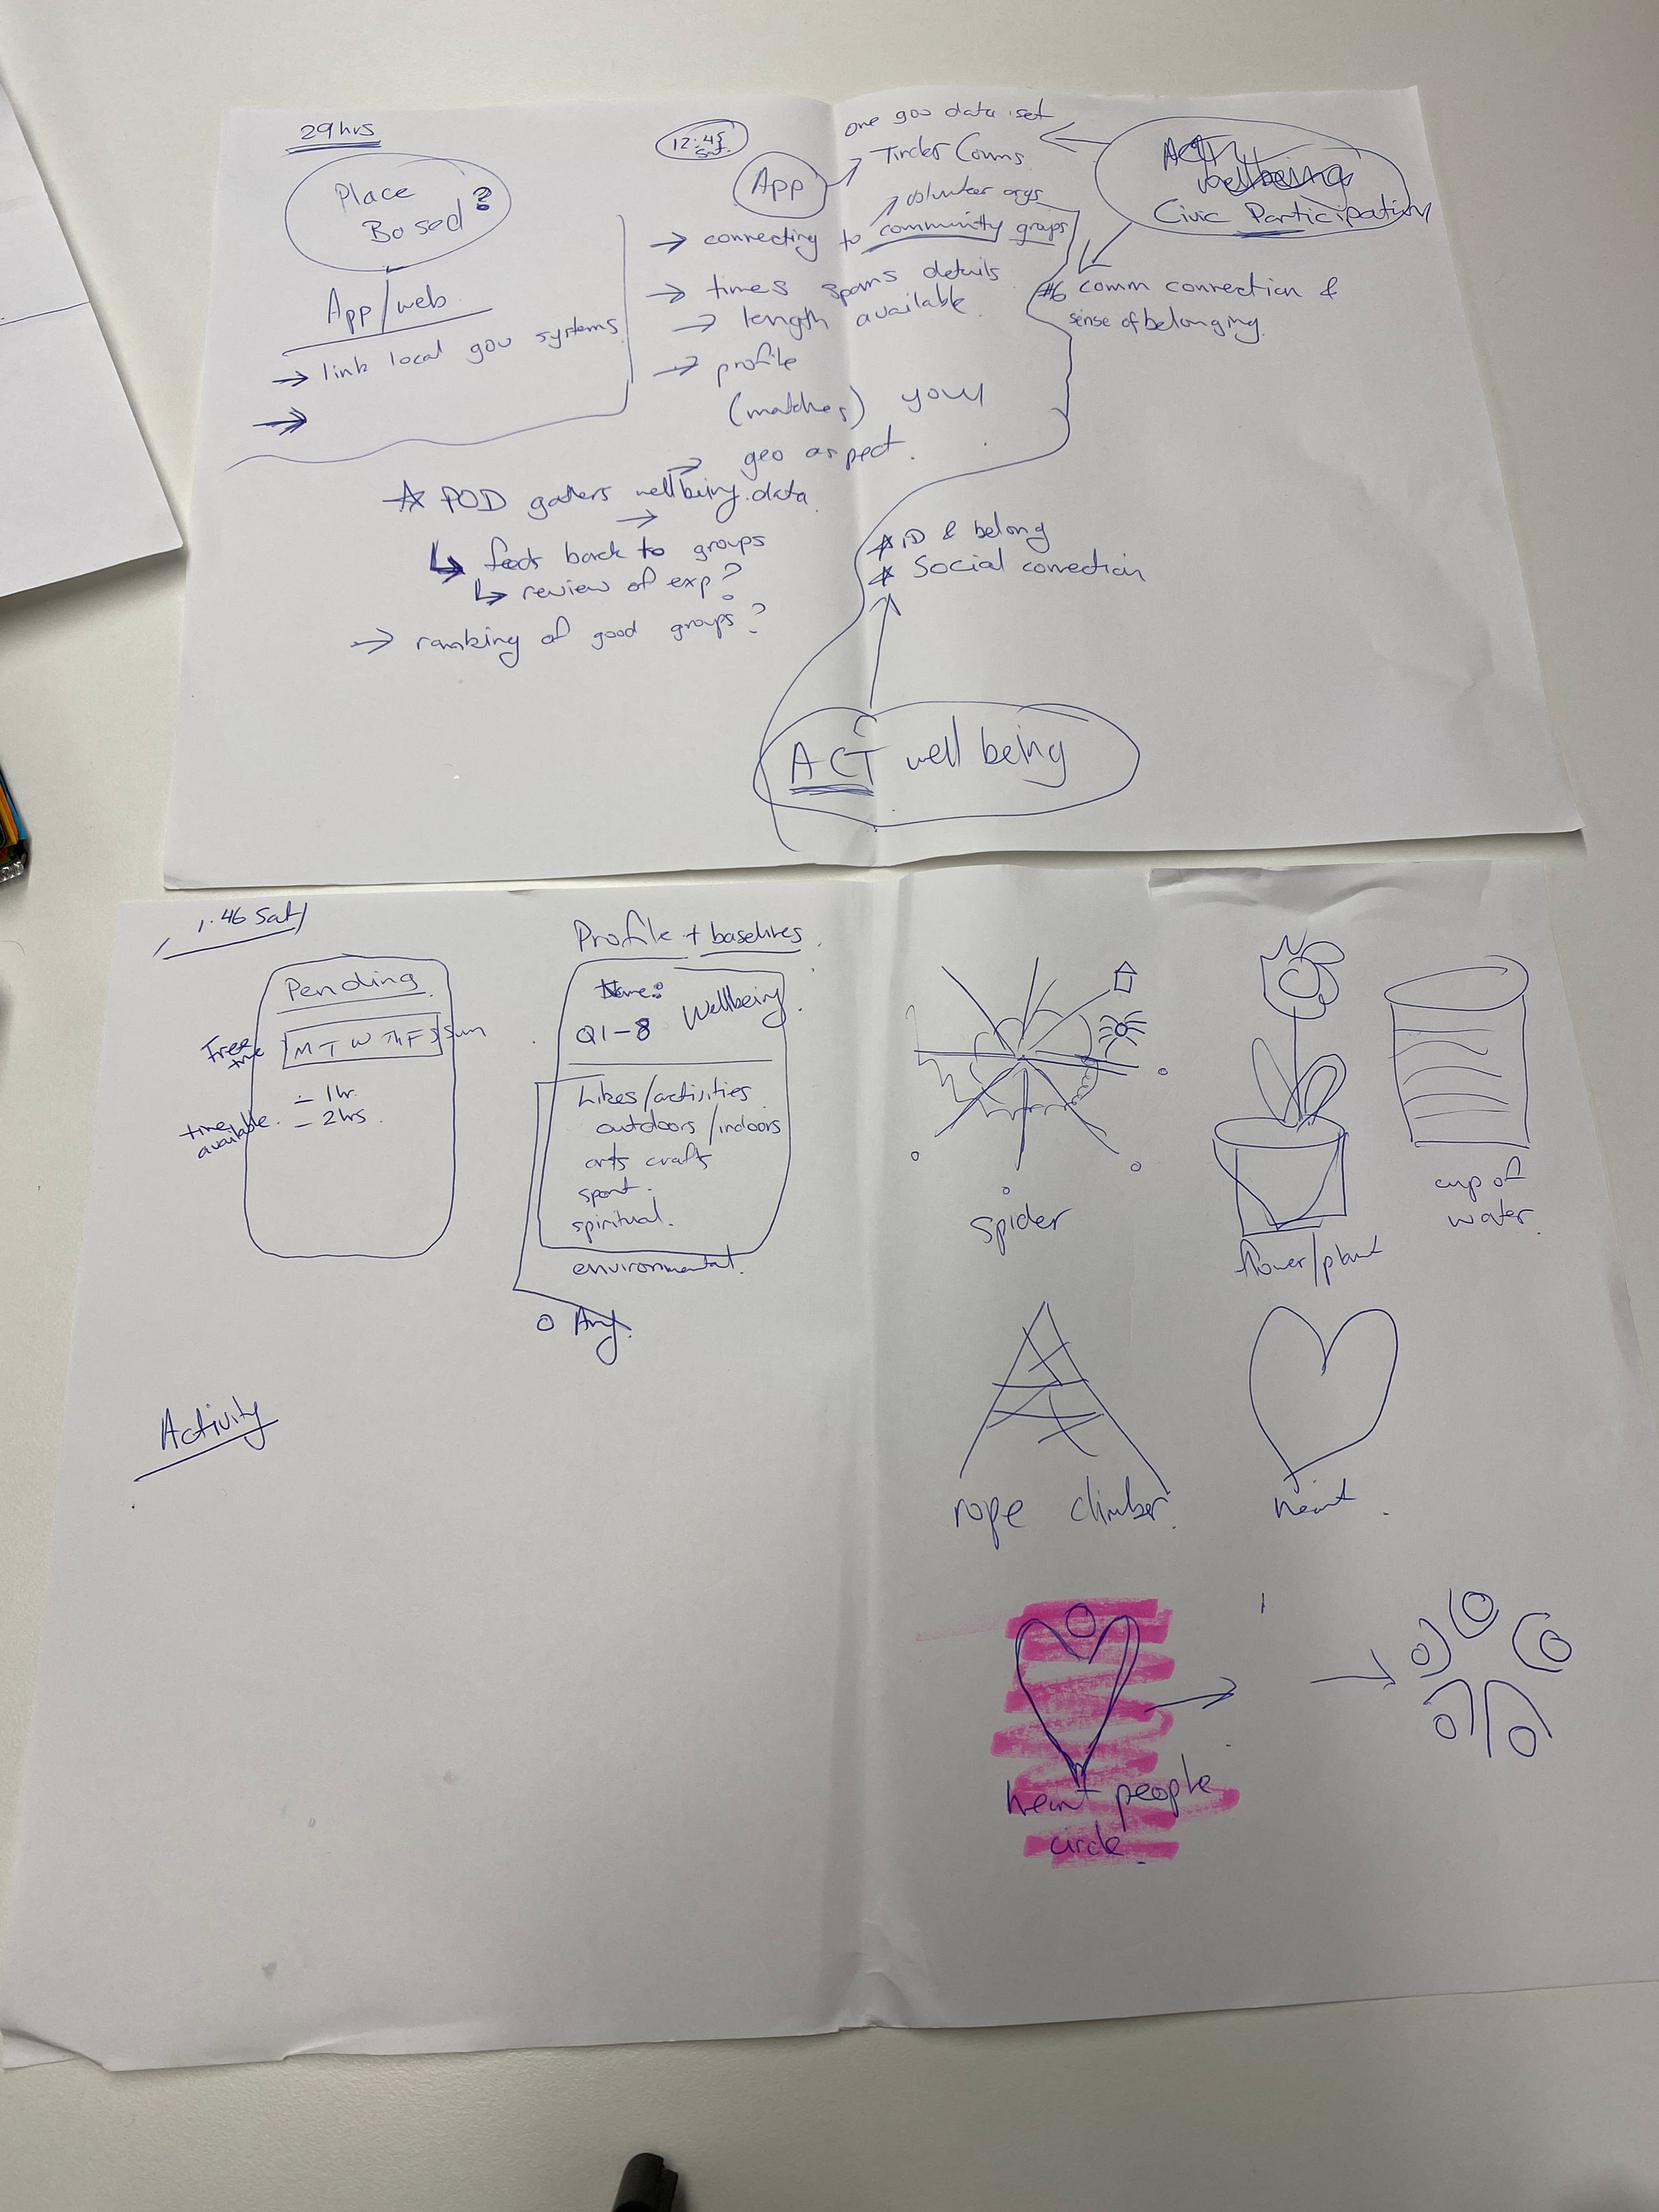 29hrs
Place
Based?
App/web
→ link local gov systems
→
12:45
Sat.
App
one gov data set
Tinder Comms
volunteer orgs
→ connecting to community groups
→ times spans details
→ length available.
→ profile
(matches) you
→ geo aspect.
ACT
wellbeing
Civic Participation
#6 comm connection &
sense of belonging.
☆ POD gathers wellbeing data.
→
↳ feeds back to groups
↳ review of exp?
→ ranking of good groups?
☆ ID & belong
☆ Social connection
ACT well being
1.46 Sat
Pending
Free
time
M T W Th F S Sun
time
available.
- 1hr.
- 2hrs.
Profile + baselines.
Name:
Wellbeing.
Q1-8
Likes/activities
outdoors/indoors
arts crafts
sport.
spiritual.
environmental.
o Any.
Activity
spider
flower/plant
cup of
water.
rope climber.
heart.
heart people
circle.